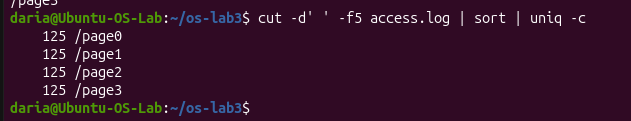 /page3
daria@Ubuntu-OS-Lab:~/os-lab3$ cut -d' ' -f5 access.log | sort | uniq -c
    125 /page0
    125 /page1
    125 /page2
    125 /page3
daria@Ubuntu-OS-Lab:~/os-lab3$